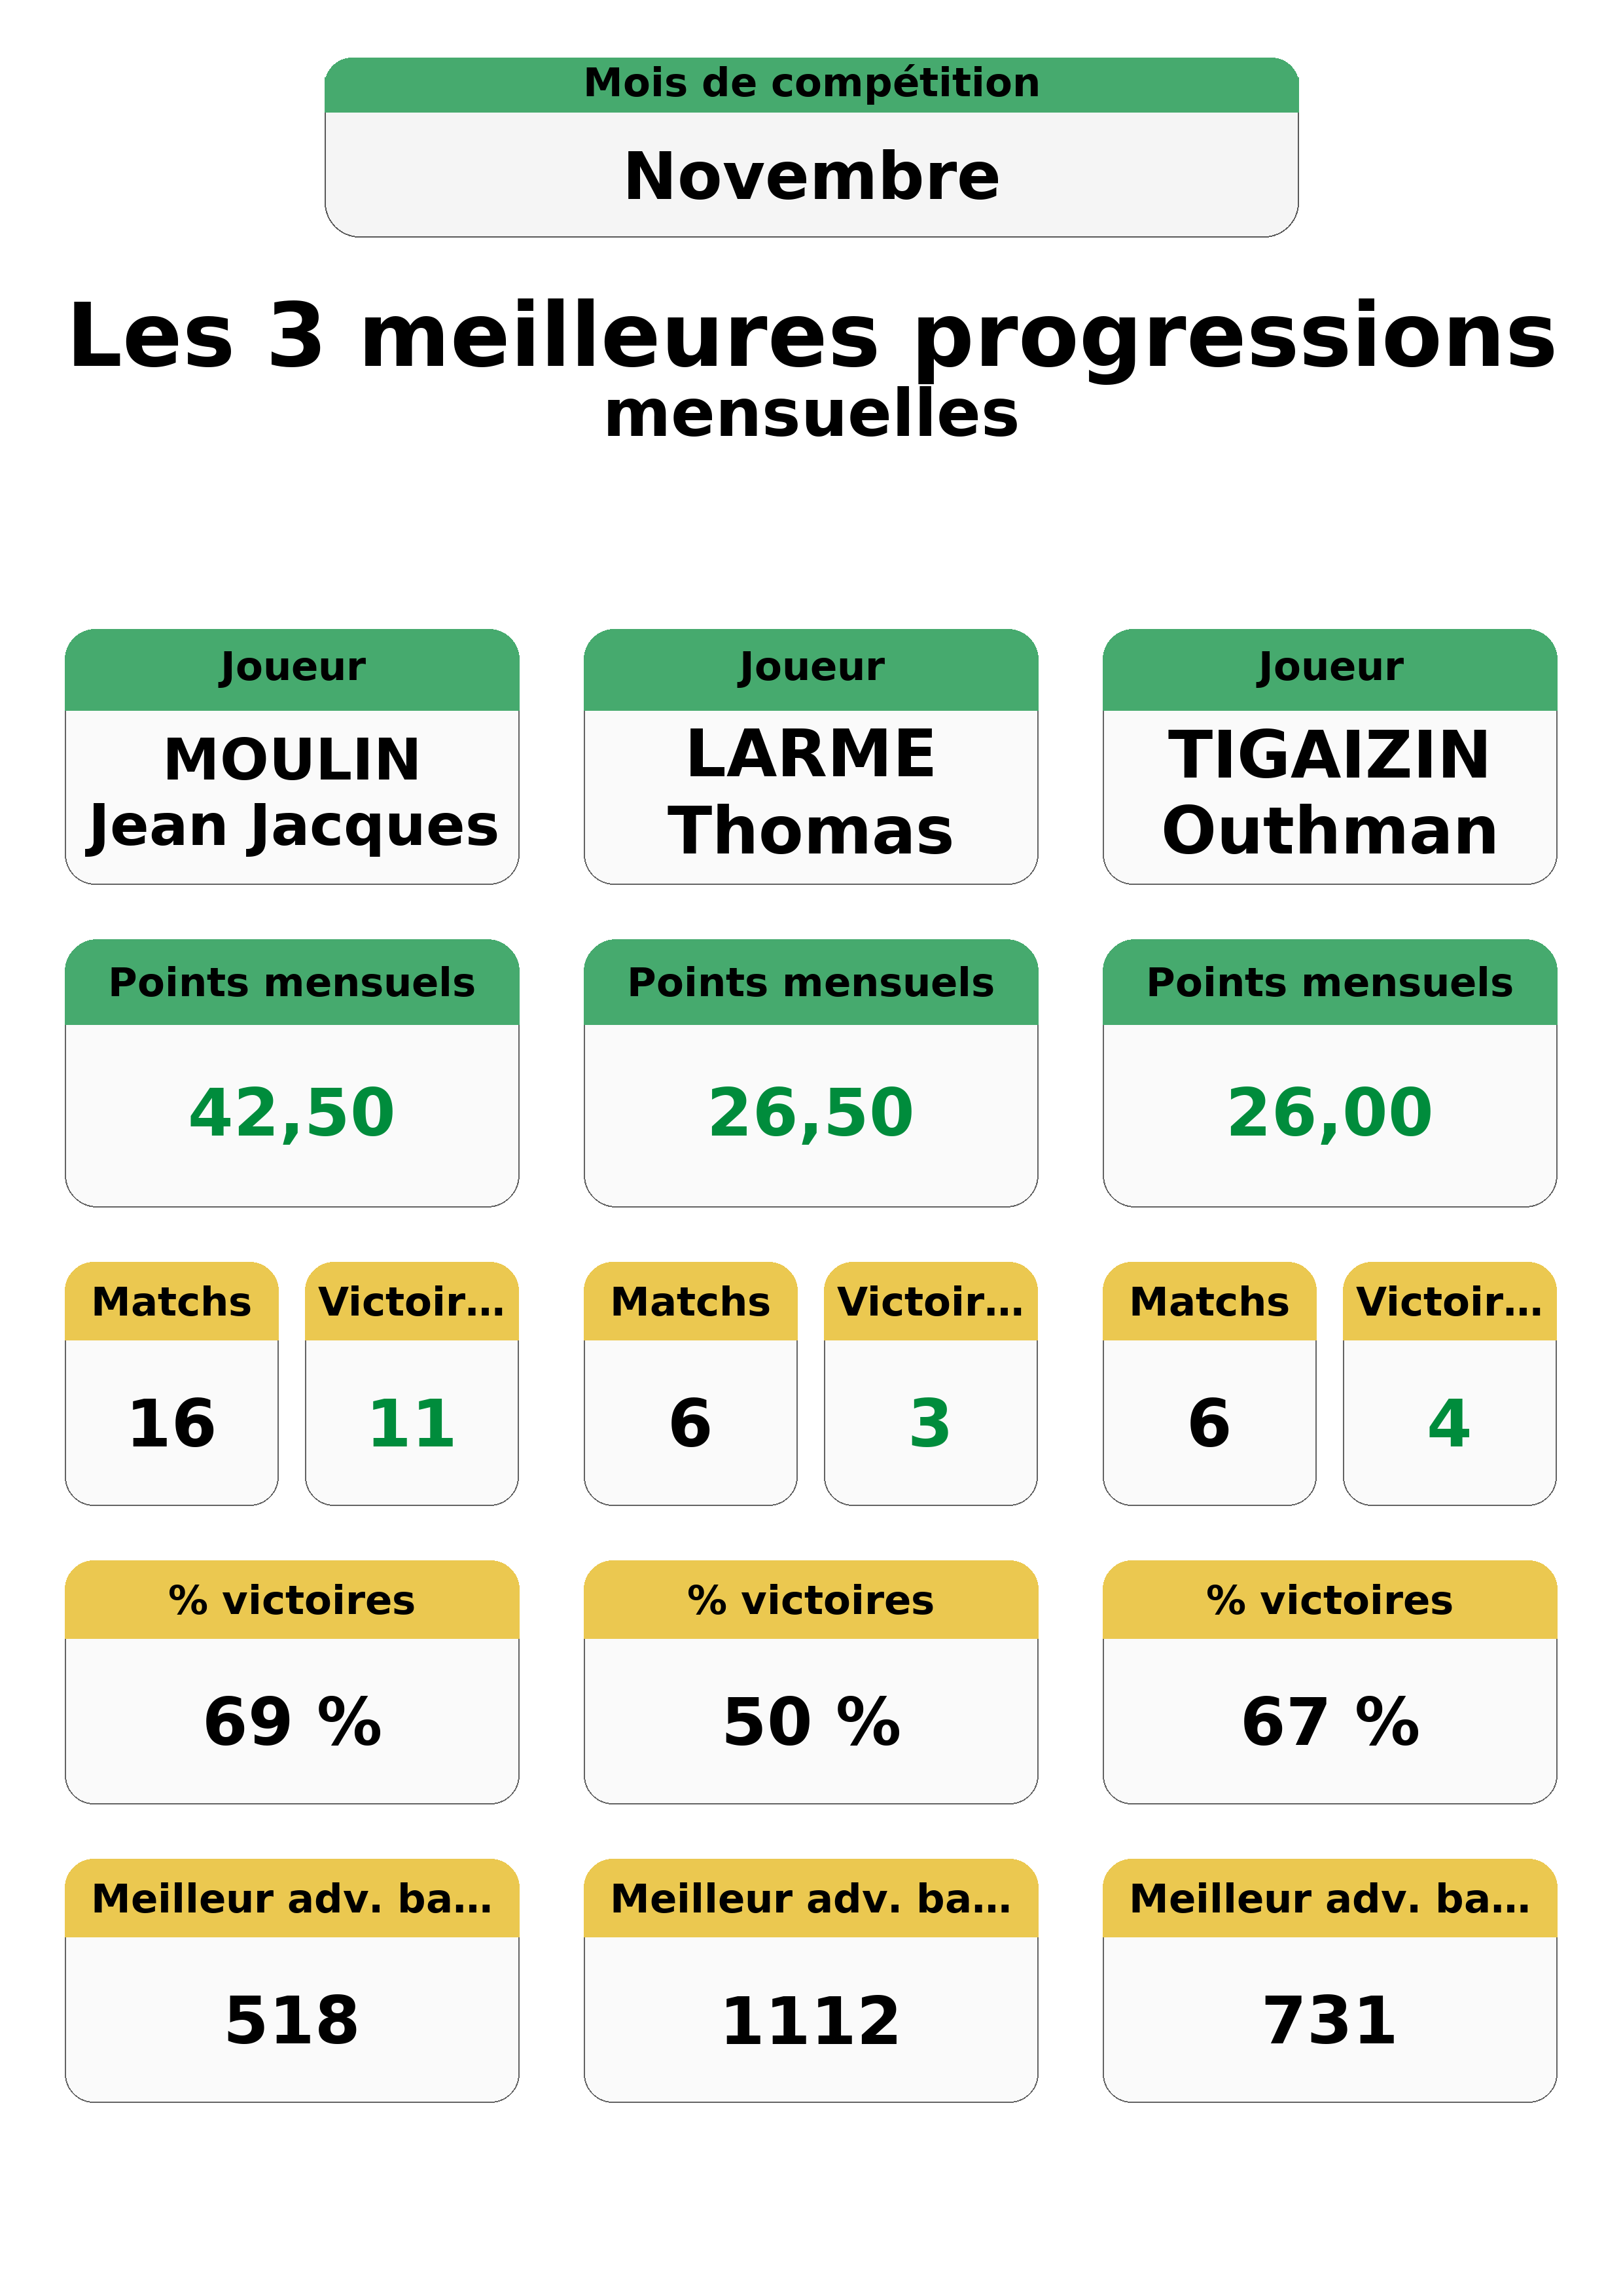 Mois de compétition
Novembre
Les 3 meilleures progressions
mensuelles
Joueur
MOULIN
Jean Jacques
Joueur
LARME
Thomas
Joueur
TIGAIZIN
Outhman
Points mensuels
42,50
Points mensuels
26,50
Points mensuels
26,00
Matchs
16
Victoir...
11
Matchs
6
Victoir...
3
Matchs
6
Victoir...
4
% victoires
69 %
% victoires
50 %
% victoires
67 %
Meilleur adv. ba...
518
Meilleur adv. ba...
1112
Meilleur adv. ba...
731